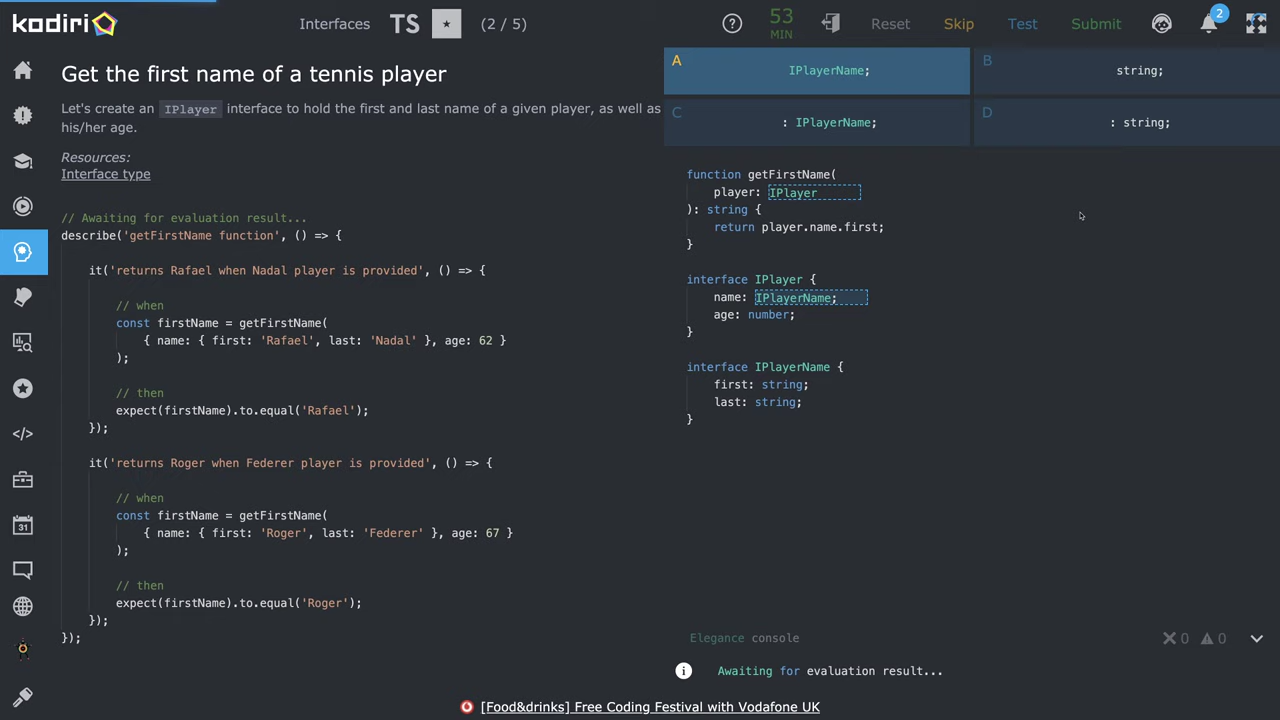 kodiri
Interfaces TS (2 / 5)
53 MIN
Reset Skip Test Submit
2
Get the first name of a tennis player
Let's create an IPlayer interface to hold the first and last name of a given player, as well as
his/her age.
Resources:
Interface type
// Awaiting for evaluation result...
describe('getFirstName function', () => {
it('returns Rafael when Nadal player is provided', () => {
// when
const firstName = getFirstName(
{ name: { first: 'Rafael', last: 'Nadal' }, age: 62 }
);
// then
expect(firstName).to.equal('Rafael');
});
it('returns Roger when Federer player is provided', () => {
// when
const firstName = getFirstName(
{ name: { first: 'Roger', last: 'Federer' }, age: 67 }
);
// then
expect(firstName).to.equal('Roger');
});
});
A IPlayerName;
B string;
C : IPlayerName;
D : string;
function getFirstName(
player: IPlayer
): string {
return player.name.first;
}
interface IPlayer {
name: IPlayerName;
age: number;
}
interface IPlayerName {
first: string;
last: string;
}
Elegance console
0 0
Awaiting for evaluation result...
31
[Food&drinks] Free Coding Festival with Vodafone UK